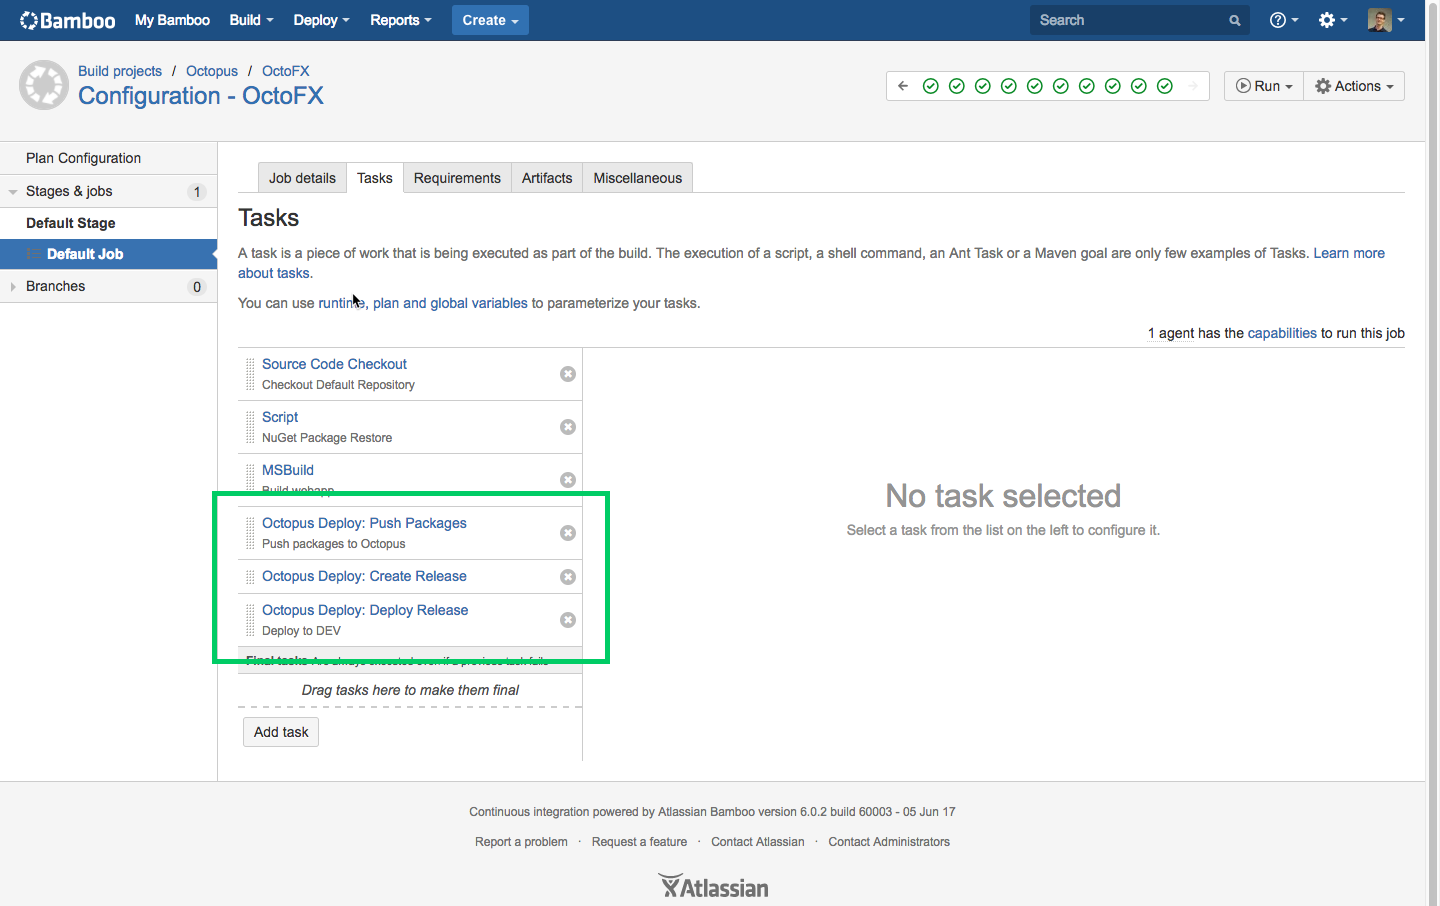 Bamboo My Bamboo Build Deploy Reports Create Search
Build projects / Octopus / OctoFX
Configuration - OctoFX
Run Actions
Plan Configuration
Stages & jobs 1
Default Stage
Default Job
Branches 0
Job details Tasks Requirements Artifacts Miscellaneous
Tasks
A task is a piece of work that is being executed as part of the build. The execution of a script, a shell command, an Ant Task or a Maven goal are only few examples of Tasks. Learn more
about tasks.
You can use runtime, plan and global variables to parameterize your tasks.
1 agent has the capabilities to run this job
Source Code Checkout
Checkout Default Repository
Script
NuGet Package Restore
MSBuild
Build webapp
Octopus Deploy: Push Packages
Push packages to Octopus
Octopus Deploy: Create Release
Octopus Deploy: Deploy Release
Deploy to DEV
Final tasks Are always executed even if a previous task fails
Drag tasks here to make them final
Add task
No task selected
Select a task from the list on the left to configure it.
Continuous integration powered by Atlassian Bamboo version 6.0.2 build 60003 - 05 Jun 17
Report a problem · Request a feature · Contact Atlassian · Contact Administrators
Atlassian